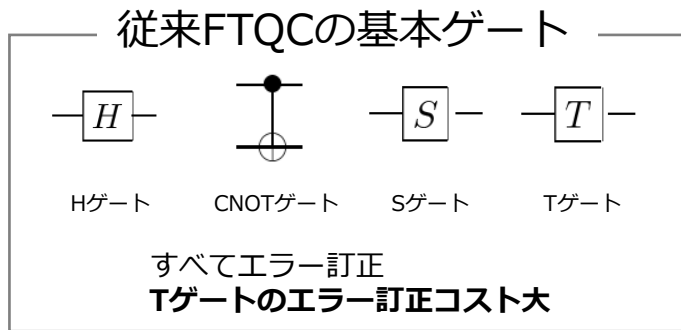 従来FTQCの基本ゲート
H S T
Hゲート CNOTゲート Sゲート Tゲート
すべてエラー訂正
Tゲートのエラー訂正コスト大